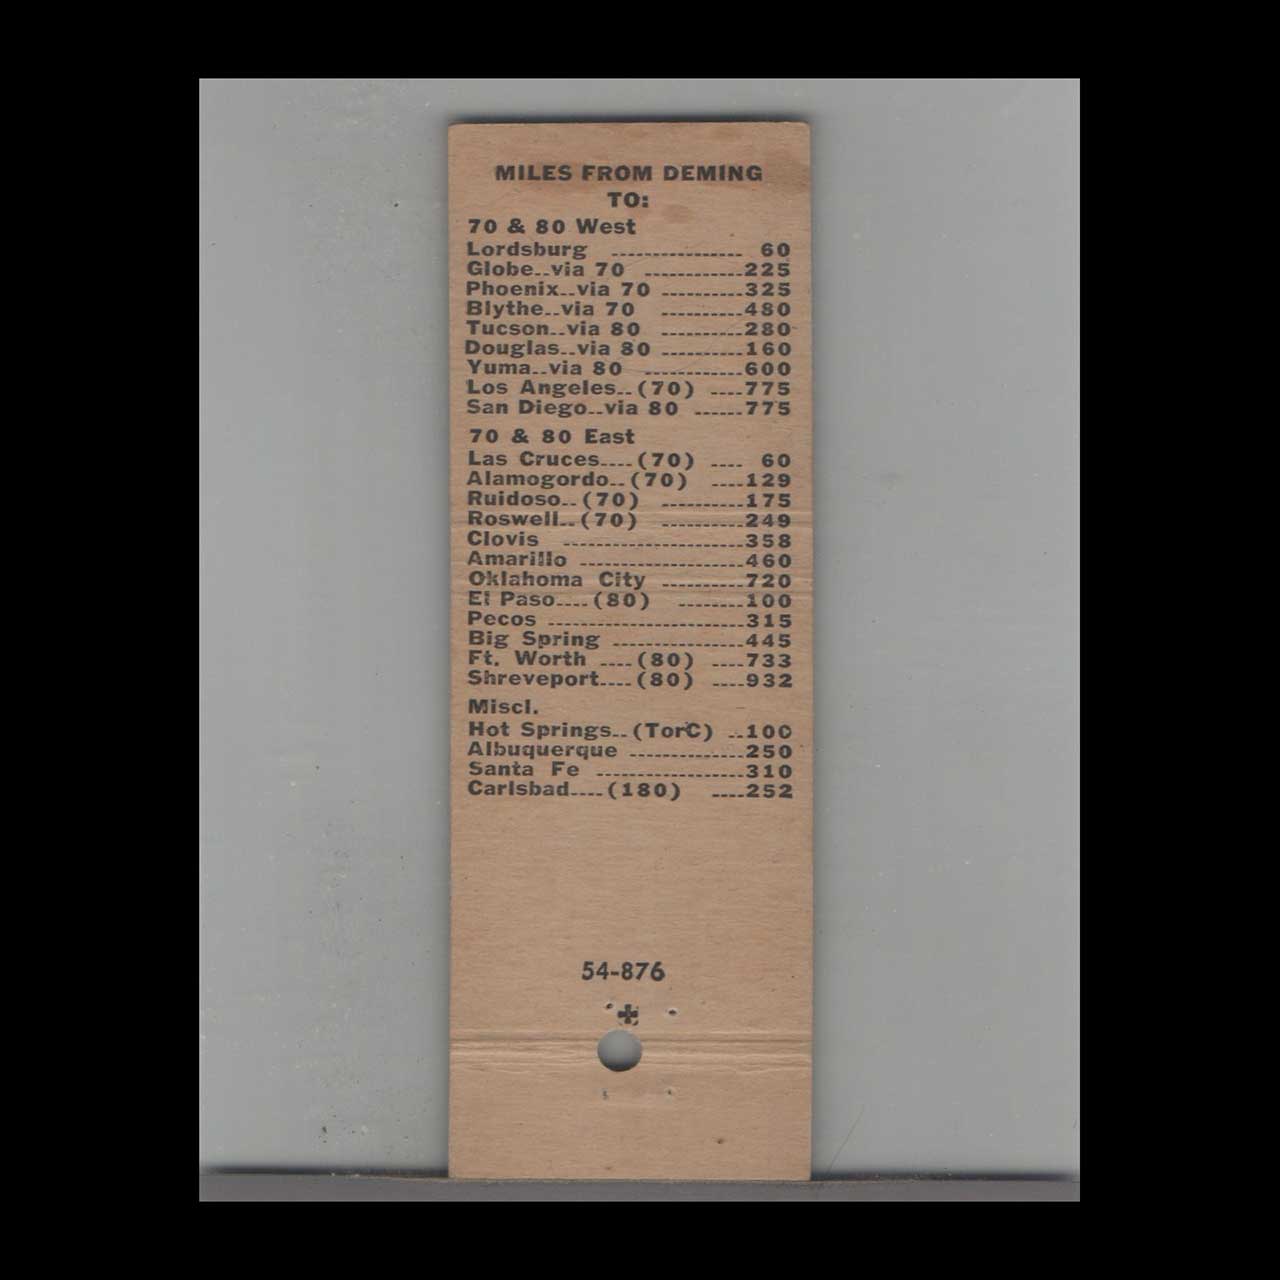 MILES FROM DEMING
TO:
70 & 80 West
Lordsburg ................ 60
Globe..via 70 ............225
Phoenix..via 70 ..........325
Blythe..via 70 ..........480
Tucson..via 80 ..........280
Douglas..via 80 ..........160
Yuma..via 80 ............600
Los Angeles..(70) ....775
San Diego..via 80 ......775
70 & 80 East
Las Cruces....(70) .... 60
Alamogordo..(70) ....129
Ruidoso..(70) ..........175
Roswell..(70) ..........249
Clovis ......................358
Amarillo ....................460
Oklahoma City ..........720
El Paso....(80) ........100
Pecos ........................315
Big Spring ................445
Ft. Worth ....(80) ....733
Shreveport....(80) ....932
Miscl.
Hot Springs..(TorC) ..100
Albuquerque ..............250
Santa Fe ..................310
Carlsbad....(180) ....252
54-876